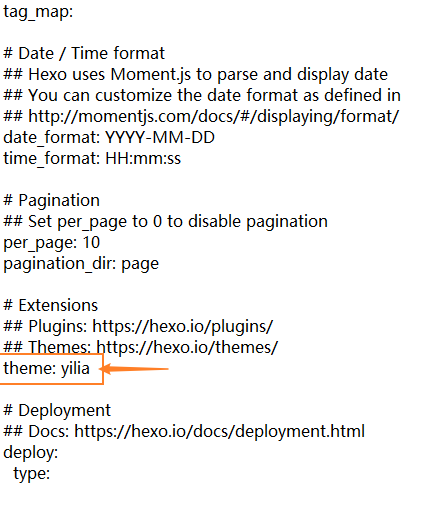 tag_map:
# Date / Time format
## Hexo uses Moment.js to parse and display date
## You can customize the date format as defined in
## http://momentjs.com/docs/#/displaying/format/
date_format: YYYY-MM-DD
time_format: HH:mm:ss
# Pagination
## Set per_page to 0 to disable pagination
per_page: 10
pagination_dir: page
# Extensions
## Plugins: https://hexo.io/plugins/
## Themes: https://hexo.io/themes/
theme: yilia
# Deployment
## Docs: https://hexo.io/docs/deployment.html
deploy:
  type: